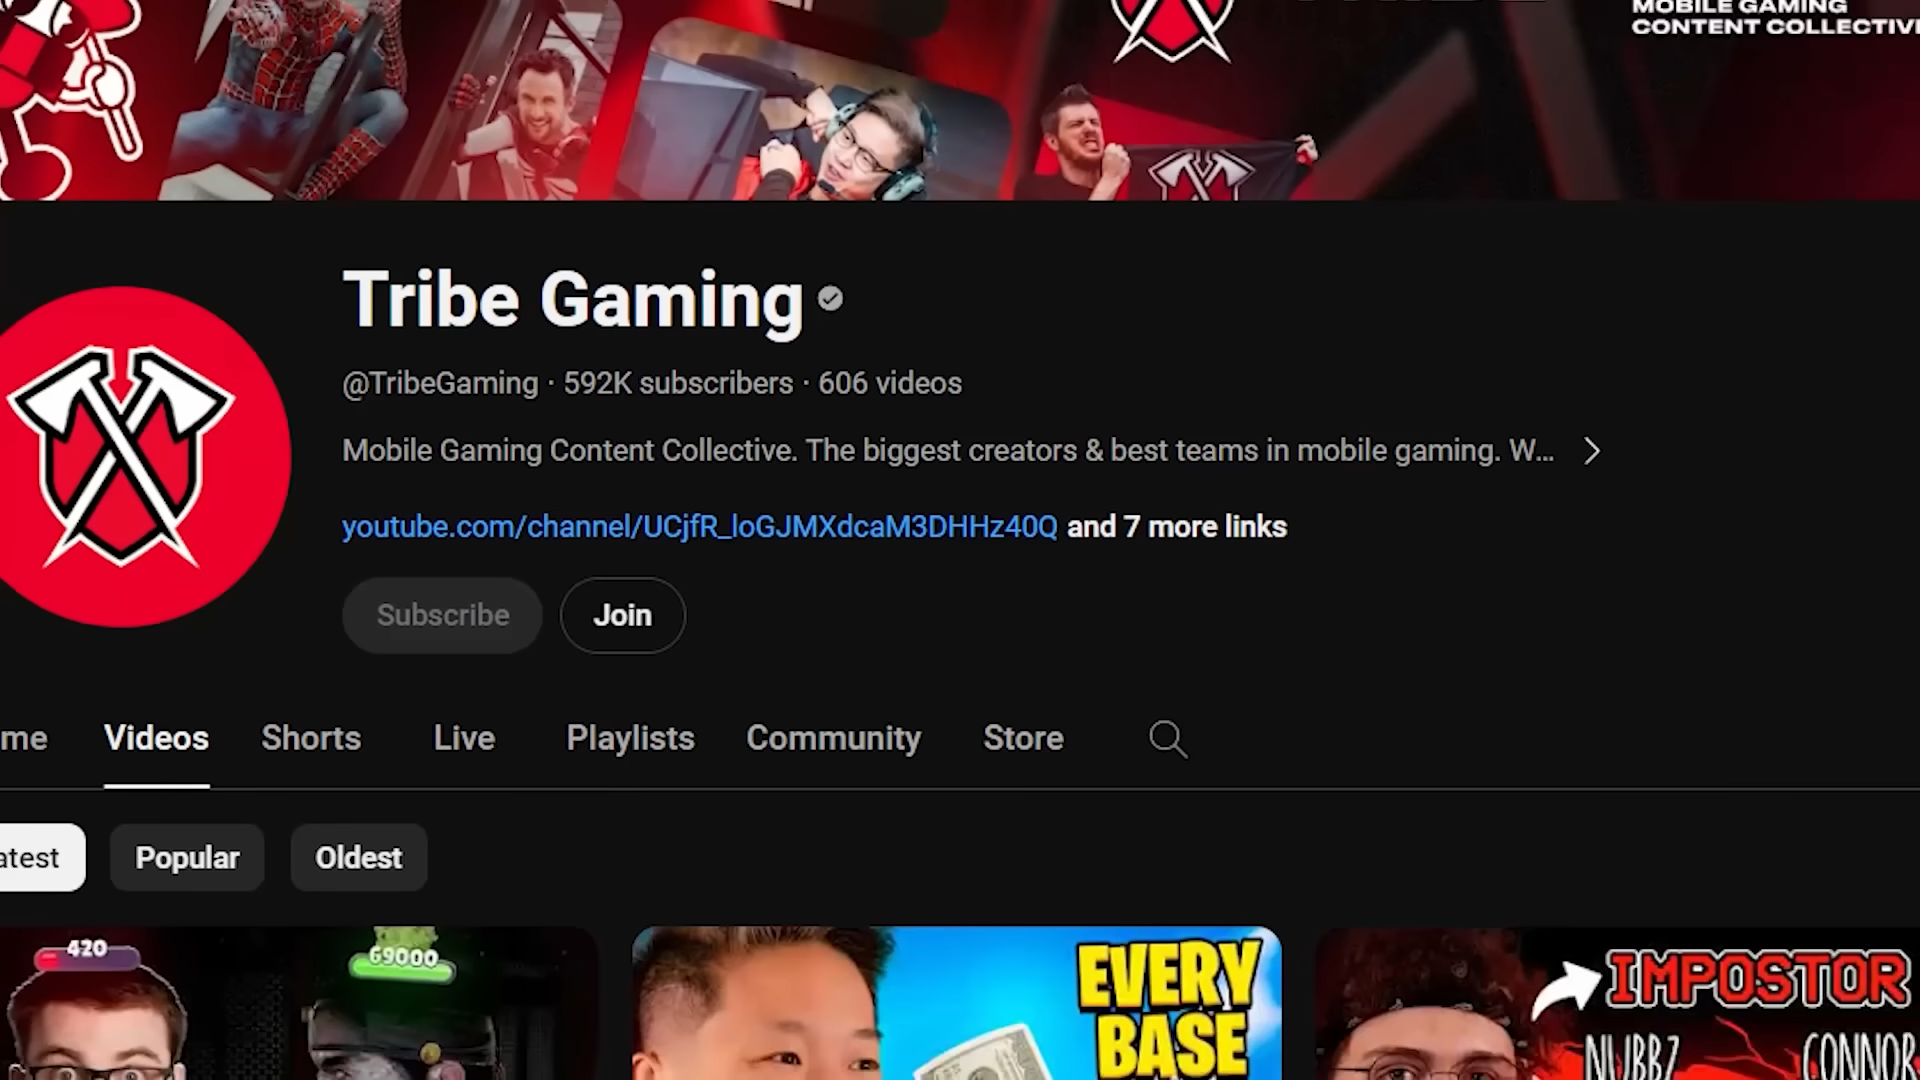 MOBILE GAMING
CONTENT COLLECTIVE
Tribe Gaming
@TribeGaming · 592K subscribers · 606 videos
Mobile Gaming Content Collective. The biggest creators & best teams in mobile gaming. W...
youtube.com/channel/UCjfR_loGJMXdcaM3DHHz40Q and 7 more links
Subscribe Join
me Videos Shorts Live Playlists Community Store
atest Popular Oldest
420
69000
EVERY
BASE
IMPOSTOR
NUBBZ CONNOR